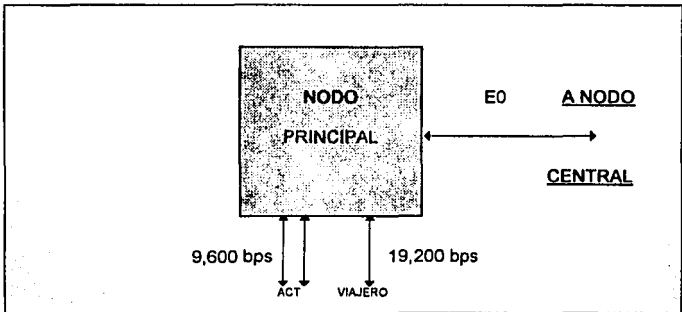 NODO
PRINCIPAL
E0
A NODO
CENTRAL
9,600 bps
19,200 bps
ACT
VIAJERO